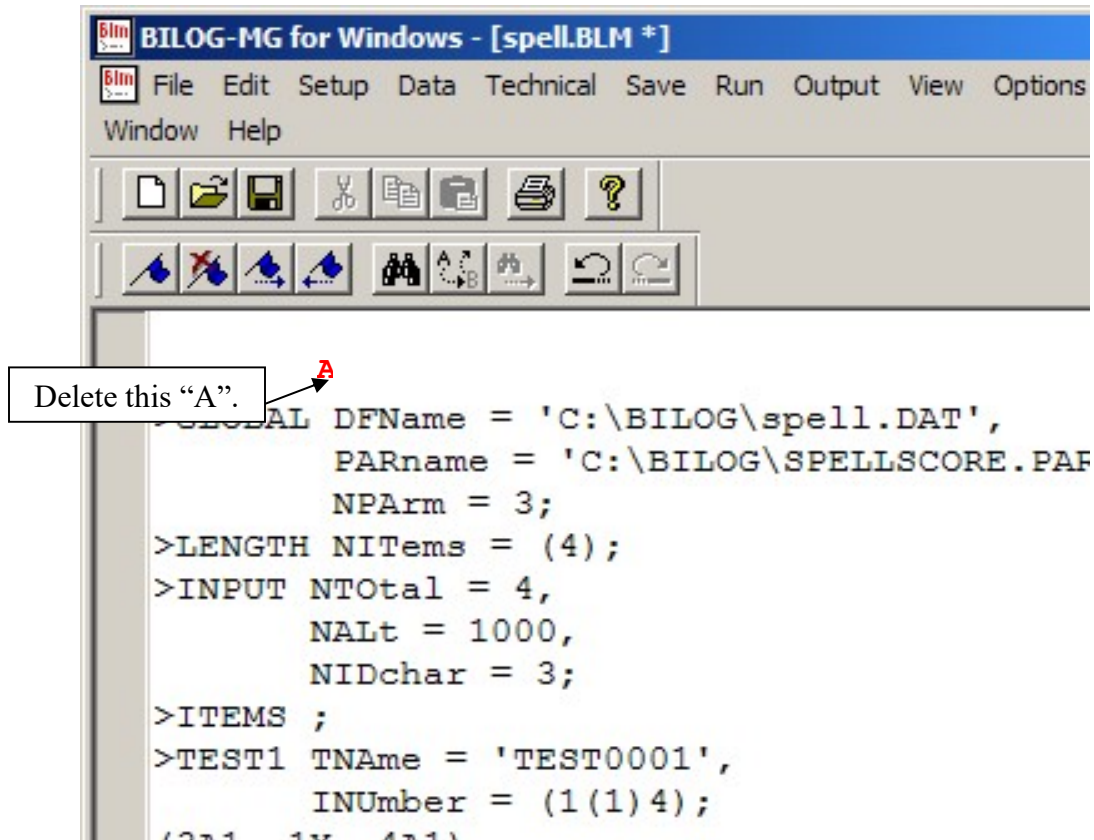 BILOG-MG for Windows - [spell.BLM *]
File Edit Setup Data Technical Save Run Output View Options
Window Help
A
Delete this “A”.
>GLOBAL DFName = 'C:\BILOG\spell.DAT',
PARname = 'C:\BILOG\SPELLSCORE.PAR
NPArm = 3;
>LENGTH NITems = (4);
>INPUT NTOtal = 4,
NALt = 1000,
NIDchar = 3;
>ITEMS ;
>TEST1 TNAme = 'TEST0001',
INUmber = (1(1)4);